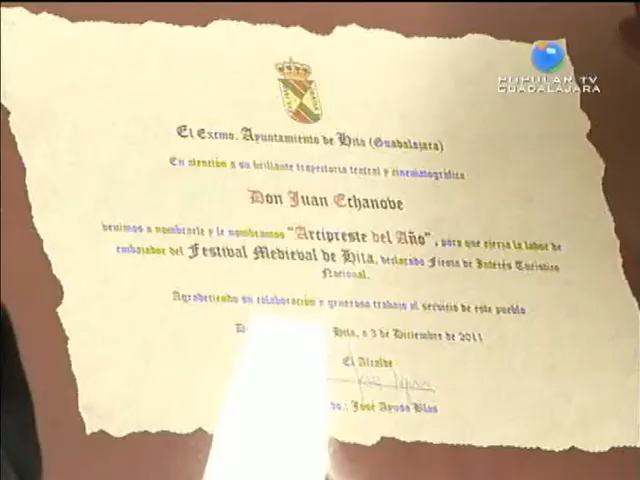 POPULAR TV
GUADALAJARA
El Excmo. Ayuntamiento de Hita (Guadalajara)
En atención a su brillante trayectoria teatral y cinematográfica
Don Juan Echanove
venimos a nombrarle y le nombramos "Arcipreste del Año", para que ejerza la labor de
embajador del Festival Medieval de Hita, declarado Fiesta de Interés Turístico
Nacional.
Agradeciendo su colaboración y generoso trabajo al servicio de este pueblo
Hita, a 3 de Diciembre de 2011
El Alcalde
do.: José Ayuso Blas